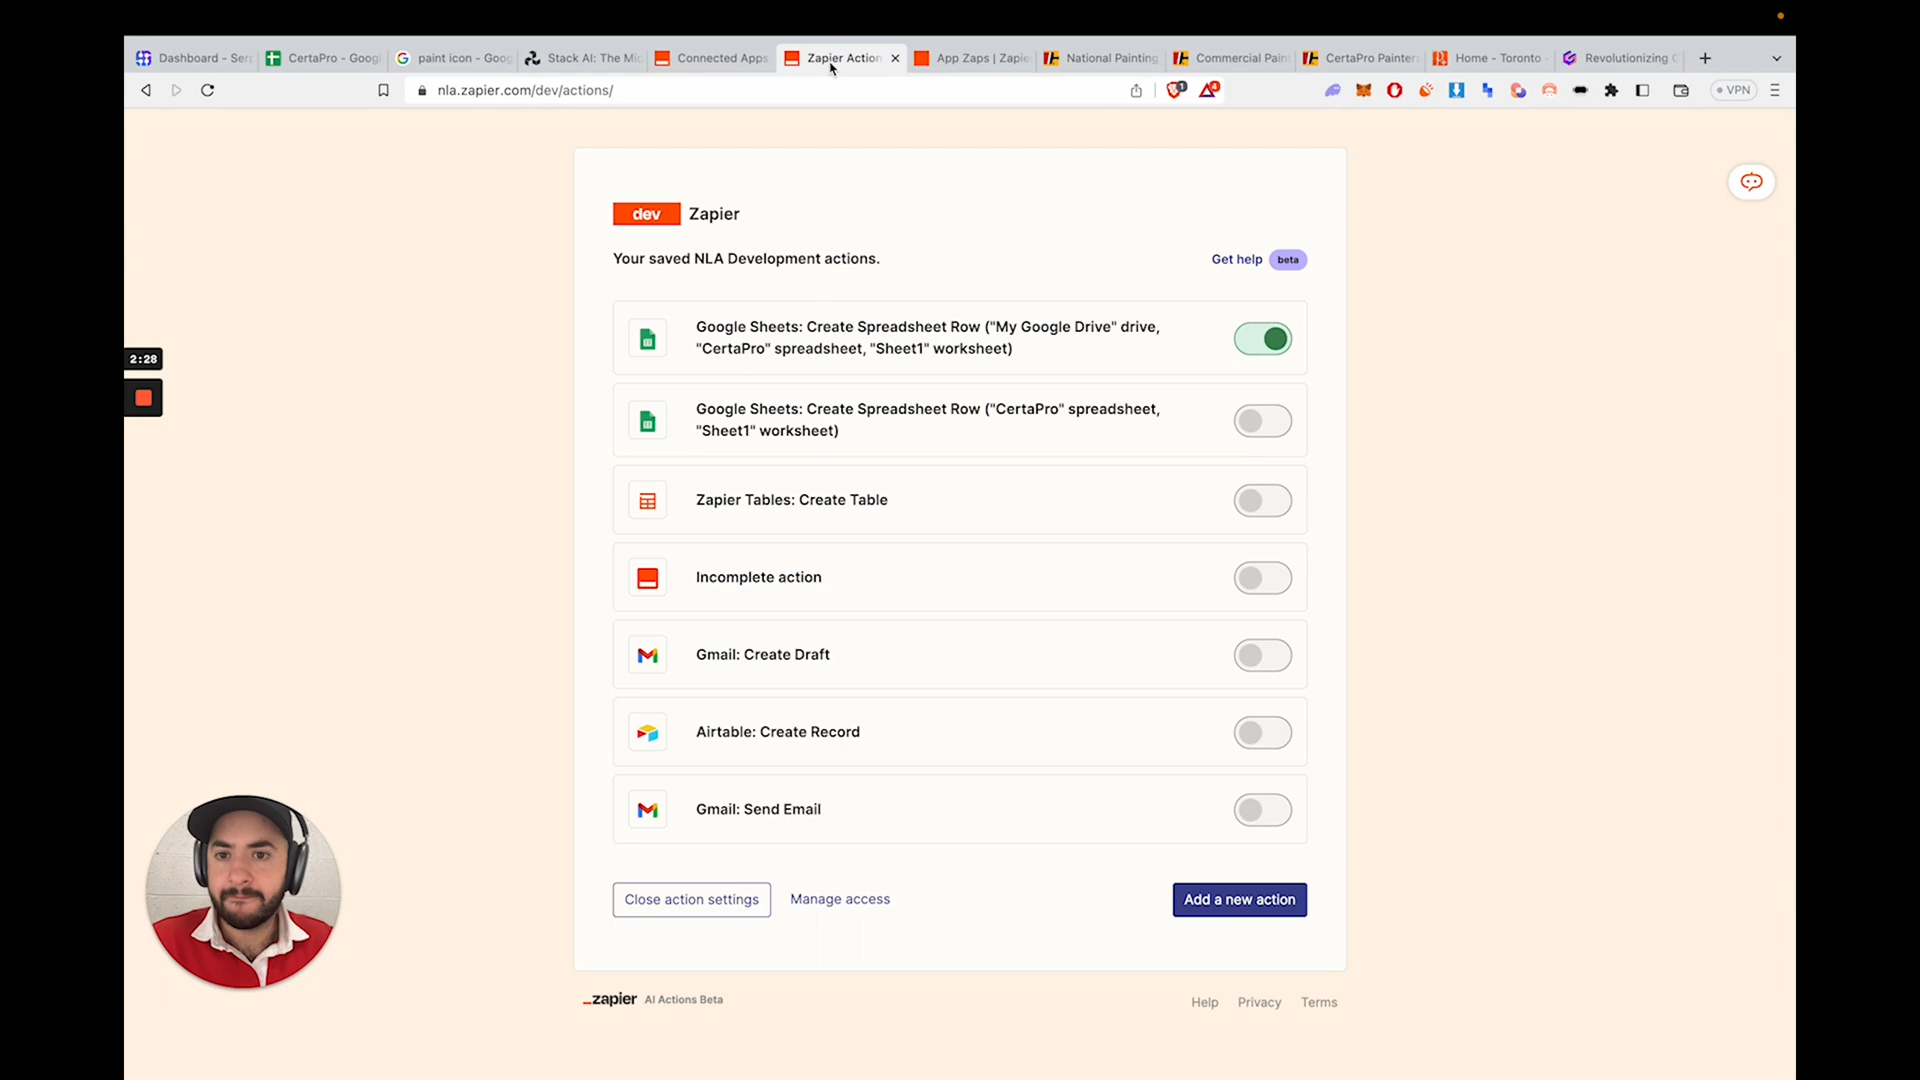 Dashboard - Ser
CertaPro - Googl
paint icon - Goog
Stack AI: The Mi
Connected Apps
Zapier Action
App Zaps | Zapie
National Painting
Commercial Pain
CertaPro Painters
Home - Toronto -
Revolutionizing C
nla.zapier.com/dev/actions/
1
4
VPN
dev Zapier
Your saved NLA Development actions.
Get help beta
Google Sheets: Create Spreadsheet Row ("My Google Drive" drive,
"CertaPro" spreadsheet, "Sheet1" worksheet)
2:28
Google Sheets: Create Spreadsheet Row ("CertaPro" spreadsheet,
"Sheet1" worksheet)
Zapier Tables: Create Table
Incomplete action
Gmail: Create Draft
Airtable: Create Record
Gmail: Send Email
Close action settings
Manage access
Add a new action
_zapier AI Actions Beta
Help
Privacy
Terms